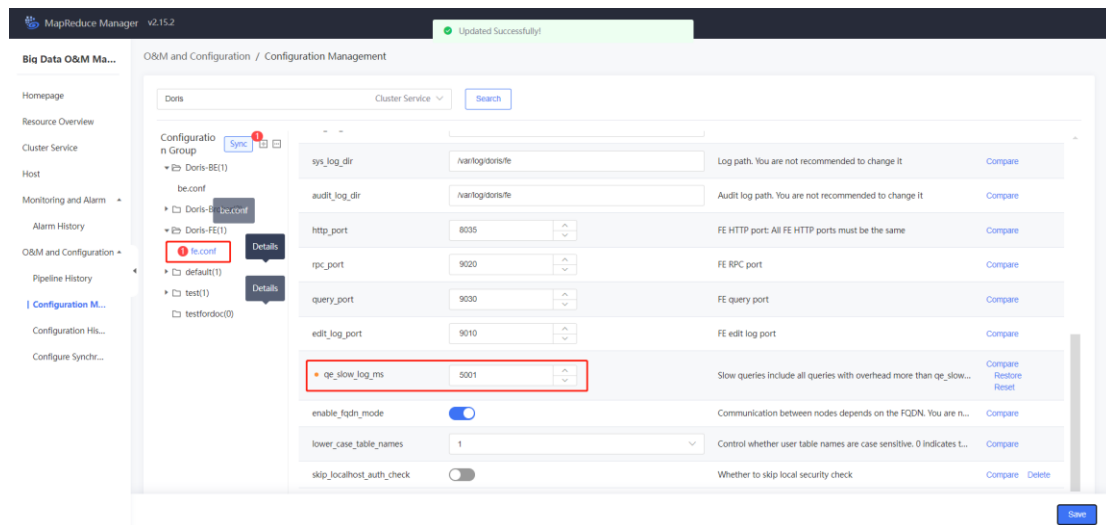 MapReduce Manager v2.15.2
Updated Successfully!
Big Data O&M Ma...
O&M and Configuration / Configuration Management
Homepage
Resource Overview
Cluster Service
Host
Monitoring and Alarm
Alarm History
O&M and Configuration
Pipeline History
Configuration M...
Configuration His...
Configure Synchr...
Doris
Cluster Service
Search
Configuratio
n Group
Sync
1
Doris-BE(1)
be.conf
be.conf
Doris-FE(1)
1 fe.conf
Details
default(1)
Details
test(1)
testfordoc(0)
sys_log_dir /var/log/doris/fe Log path. You are not recommended to change it Compare
audit_log_dir /var/log/doris/fe Audit log path. You are not recommended to change it Compare
http_port 8035 FE HTTP port: All FE HTTP ports must be the same Compare
rpc_port 9020 FE RPC port Compare
query_port 9030 FE query port Compare
edit_log_port 9010 FE edit log port Compare
qe_slow_log_ms 5001 Slow queries include all queries with overhead more than qe_slow... Compare
Restore
Reset
enable_fqdn_mode Communication between nodes depends on the FQDN. You are n... Compare
lower_case_table_names 1 Control whether user table names are case sensitive. 0 indicates t... Compare
skip_localhost_auth_check Whether to skip local security check Compare Delete
Save